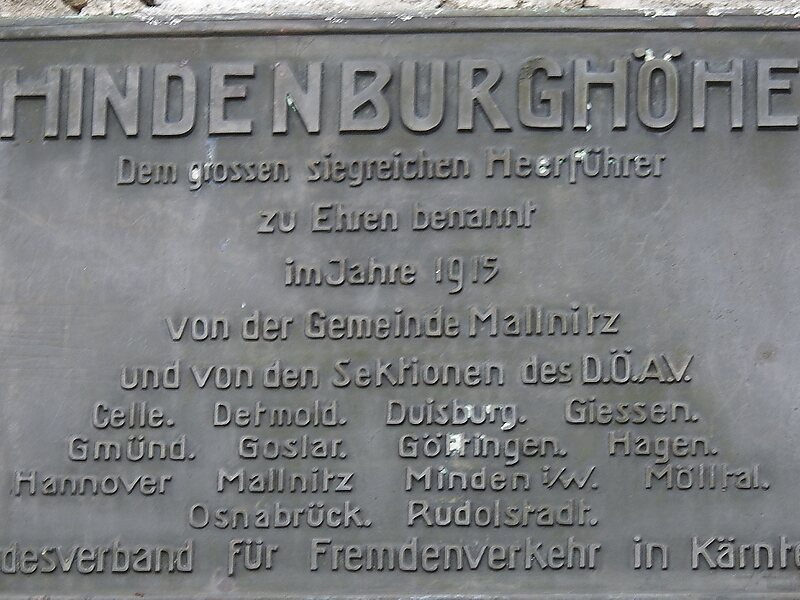 HINDENBURGHÖHE
Dem grossen siegreichen Heerführer
zu Ehren benannt
im Jahre 1915
von der Gemeinde Mallnitz
und von den Sektionen des D.Ö.A.V.
Celle. Detmold. Duisburg. Giessen.
Gmünd. Goslar. Göttingen. Hagen.
Hannover Mallnitz Minden i/W. Mölltal.
Osnabrück. Rudolstadt.
desverband für Fremdenverkehr in Kärnte